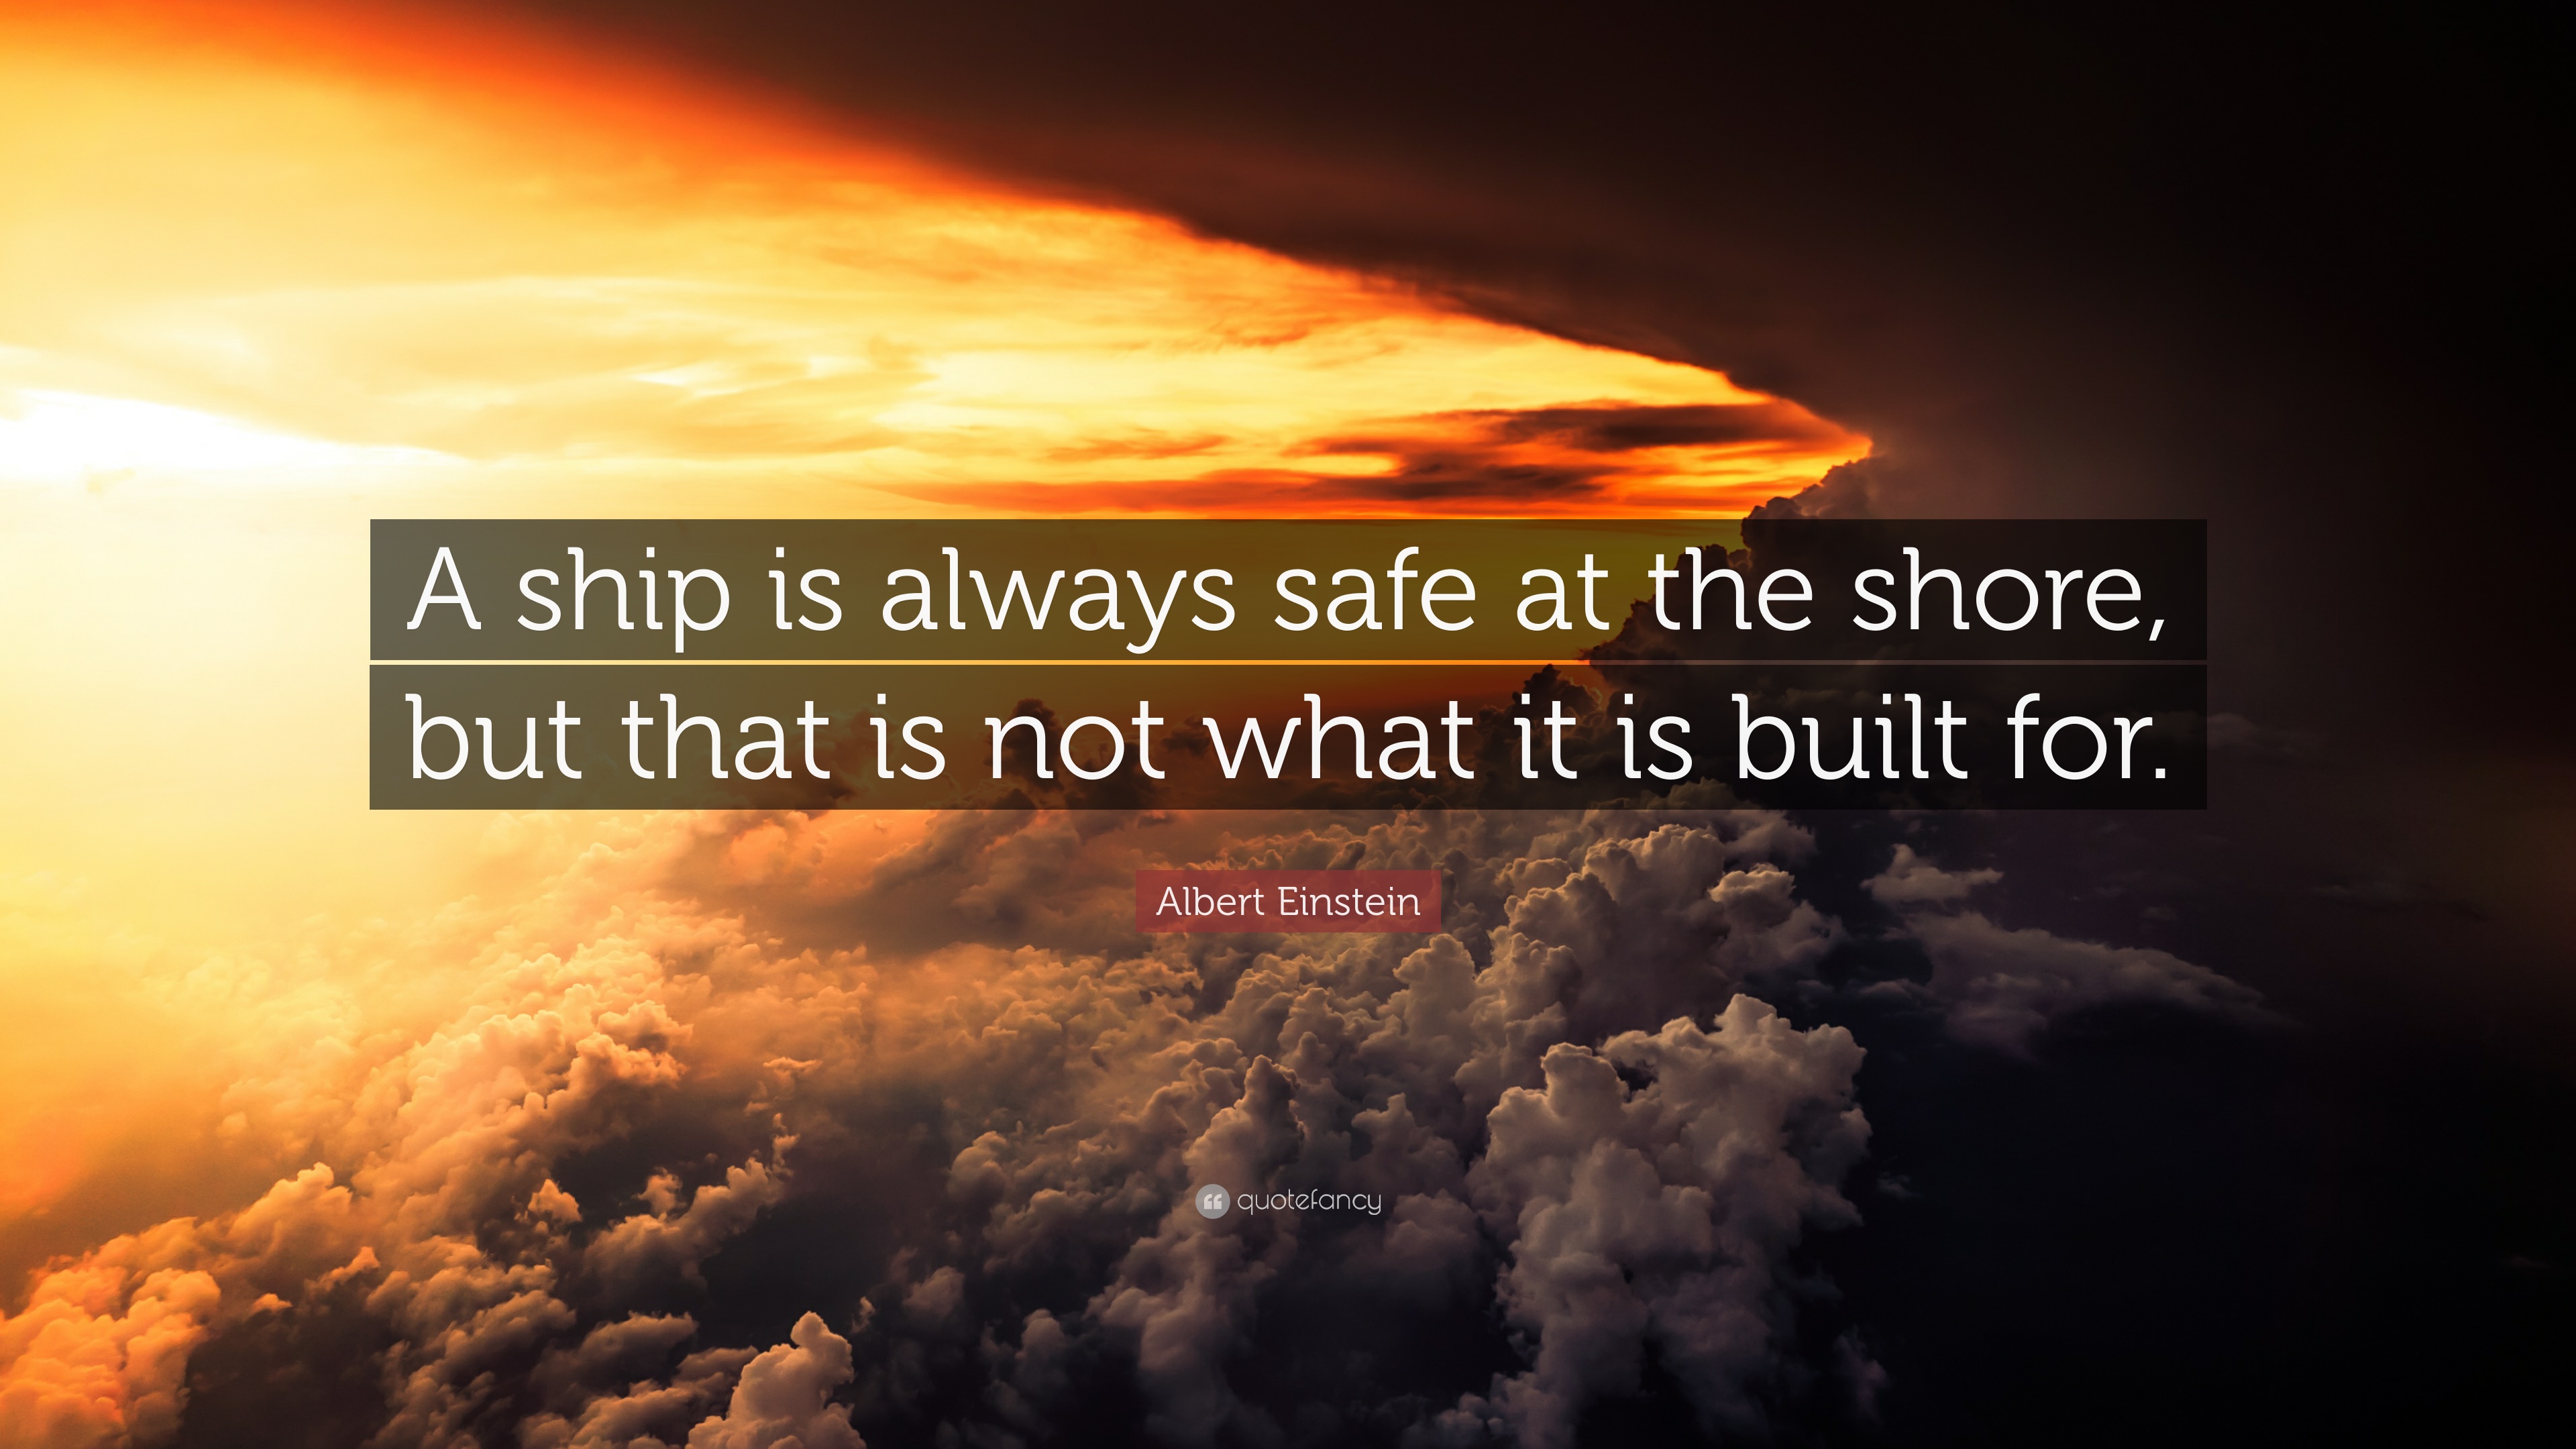 A ship is always safe at the shore,
but that is not what it is built for.
Albert Einstein
quotefancy